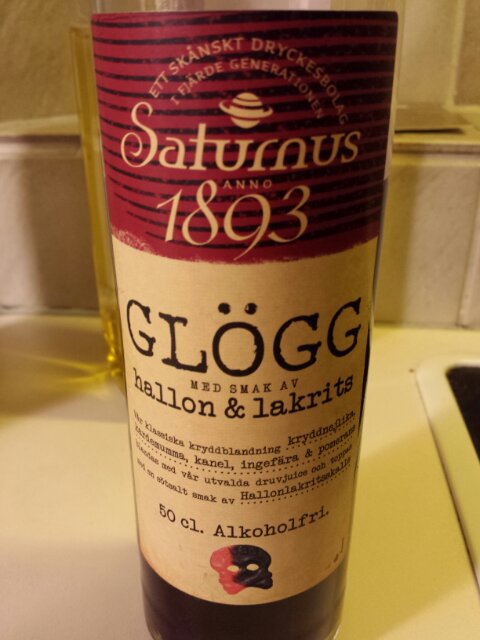 ETT SKÅNSKT DRYCKESBOLAG
I FJÄRDE GENERATIONEN
Saturnus
ANNO
1893
GLÖGG
MED SMAK AV
hallon & lakrits
Vår klassiska kryddblandning kryddnejlika,
kardemumma, kanel, ingefära & pomerans
blandas med vår utvalda druvjuice och toppas
med en sötsalt smak av Hallonlakritsskalle.
50 cl. Alkoholfri.